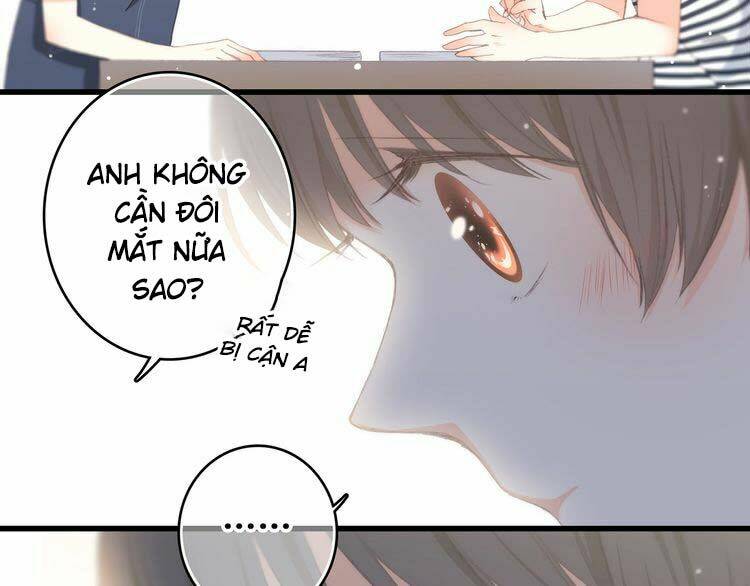 ANH KHÔNG
CẦN ĐÔI
MẮT NỮA
SAO?
RẤT DỄ
BỊ CẬN A
......